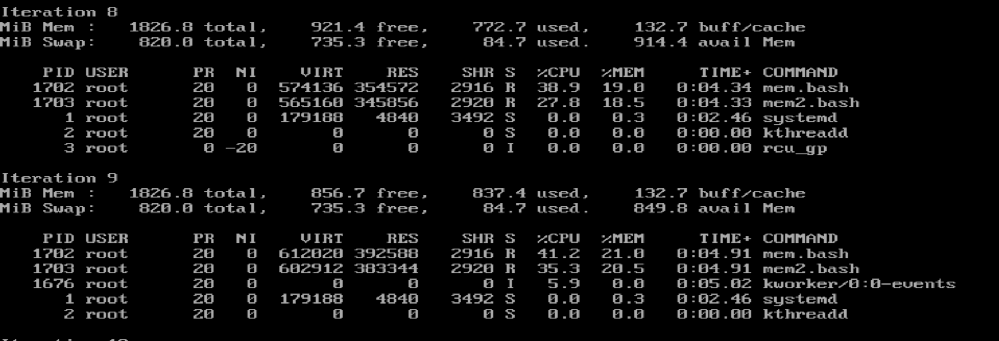 Iteration 8
MiB Mem :   1826.8 total,    921.4 free,    772.7 used,    132.7 buff/cache
MiB Swap:    820.0 total,    735.3 free,     84.7 used.    914.4 avail Mem
PID USER      PR  NI    VIRT    RES    SHR S  %CPU  %MEM     TIME+ COMMAND
1702 root      20   0  574136 354572   2916 R  38.9  19.0   0:04.34 mem.bash
1703 root      20   0  565160 345856   2920 R  27.8  18.5   0:04.33 mem2.bash
1 root      20   0  179188   4840   3492 S   0.0   0.3   0:02.46 systemd
2 root      20   0       0      0      0 S   0.0   0.0   0:00.00 kthreadd
3 root       0 -20       0      0      0 I   0.0   0.0   0:00.00 rcu_gp
Iteration 9
MiB Mem :   1826.8 total,    856.7 free,    837.4 used,    132.7 buff/cache
MiB Swap:    820.0 total,    735.3 free,     84.7 used.    849.8 avail Mem
PID USER      PR  NI    VIRT    RES    SHR S  %CPU  %MEM     TIME+ COMMAND
1702 root      20   0  612020 392588   2916 R  41.2  21.0   0:04.91 mem.bash
1703 root      20   0  602912 383344   2920 R  35.3  20.5   0:04.91 mem2.bash
1676 root      20   0       0      0      0 I   5.9   0.0   0:05.02 kworker/0:0-events
1 root      20   0  179188   4840   3492 S   0.0   0.3   0:02.46 systemd
2 root      20   0       0      0      0 S   0.0   0.0   0:00.00 kthreadd